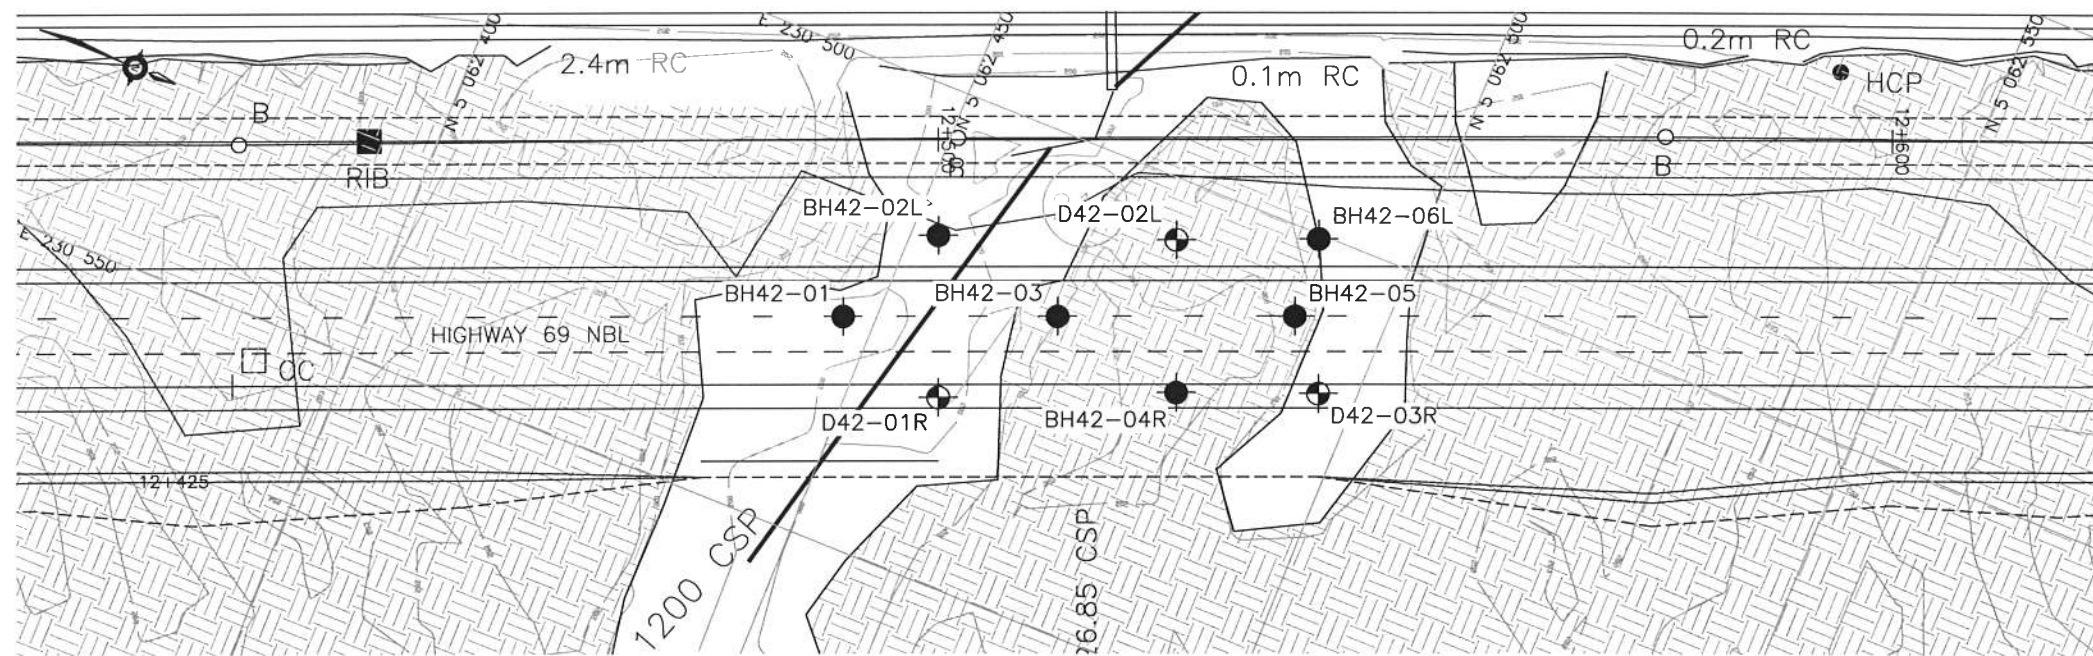 N 5 062 400
E 230 500
N 5 062 450
N 5 062 500
N 5 062 550
2.4m RC
0.1m RC
0.2m RC
HCP
B
RIB
12+500
12+600
B
BH42-02L
D42-02L
BH42-06L
E 230 550
BH42-01
BH42-03
BH42-05
HIGHWAY 69 NBL
OC
D42-01R
BH42-04R
D42-03R
12+425
1200 CSP
26.85 CSP